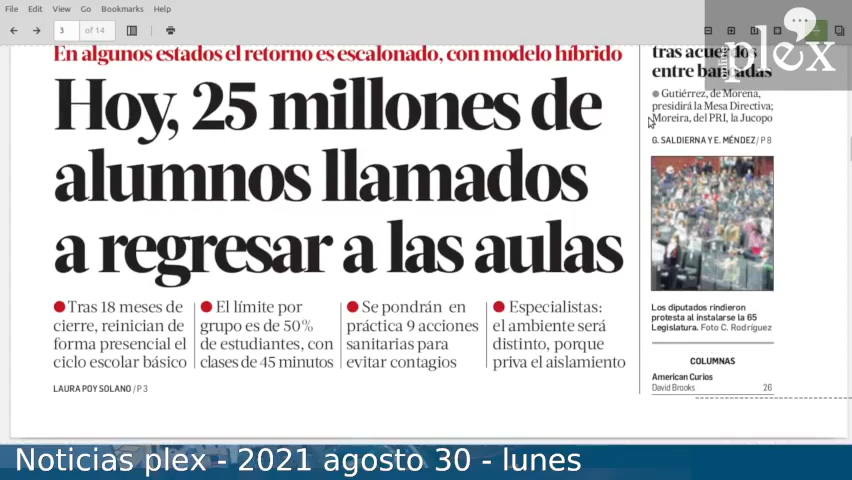 File Edit View Go Bookmarks Help
3 of 14
En algunos estados el retorno es escalonado, con modelo híbrido
Hoy, 25 millones de
alumnos llamados
a regresar a las aulas
Tras 18 meses de
cierre, reinician de
forma presencial el
ciclo escolar básico
El límite por
grupo es de 50%
de estudiantes, con
clases de 45 minutos
Se pondrán en
práctica 9 acciones
sanitarias para
evitar contagios
Especialistas:
el ambiente será
distinto, porque
priva el aislamiento
LAURA POY SOLANO / P 3
tras acuerdos
entre bancadas
Gutiérrez, de Morena,
presidirá la Mesa Directiva;
Moreira, del PRI, la Jucopo
G. SALDIERNA Y E. MÉNDEZ / P 8
Los diputados rindieron
protesta al instalarse la 65
Legislatura. Foto C. Rodríguez
COLUMNAS
American Curios
David Brooks 26
plex
Noticias plex - 2021 agosto 30 - lunes